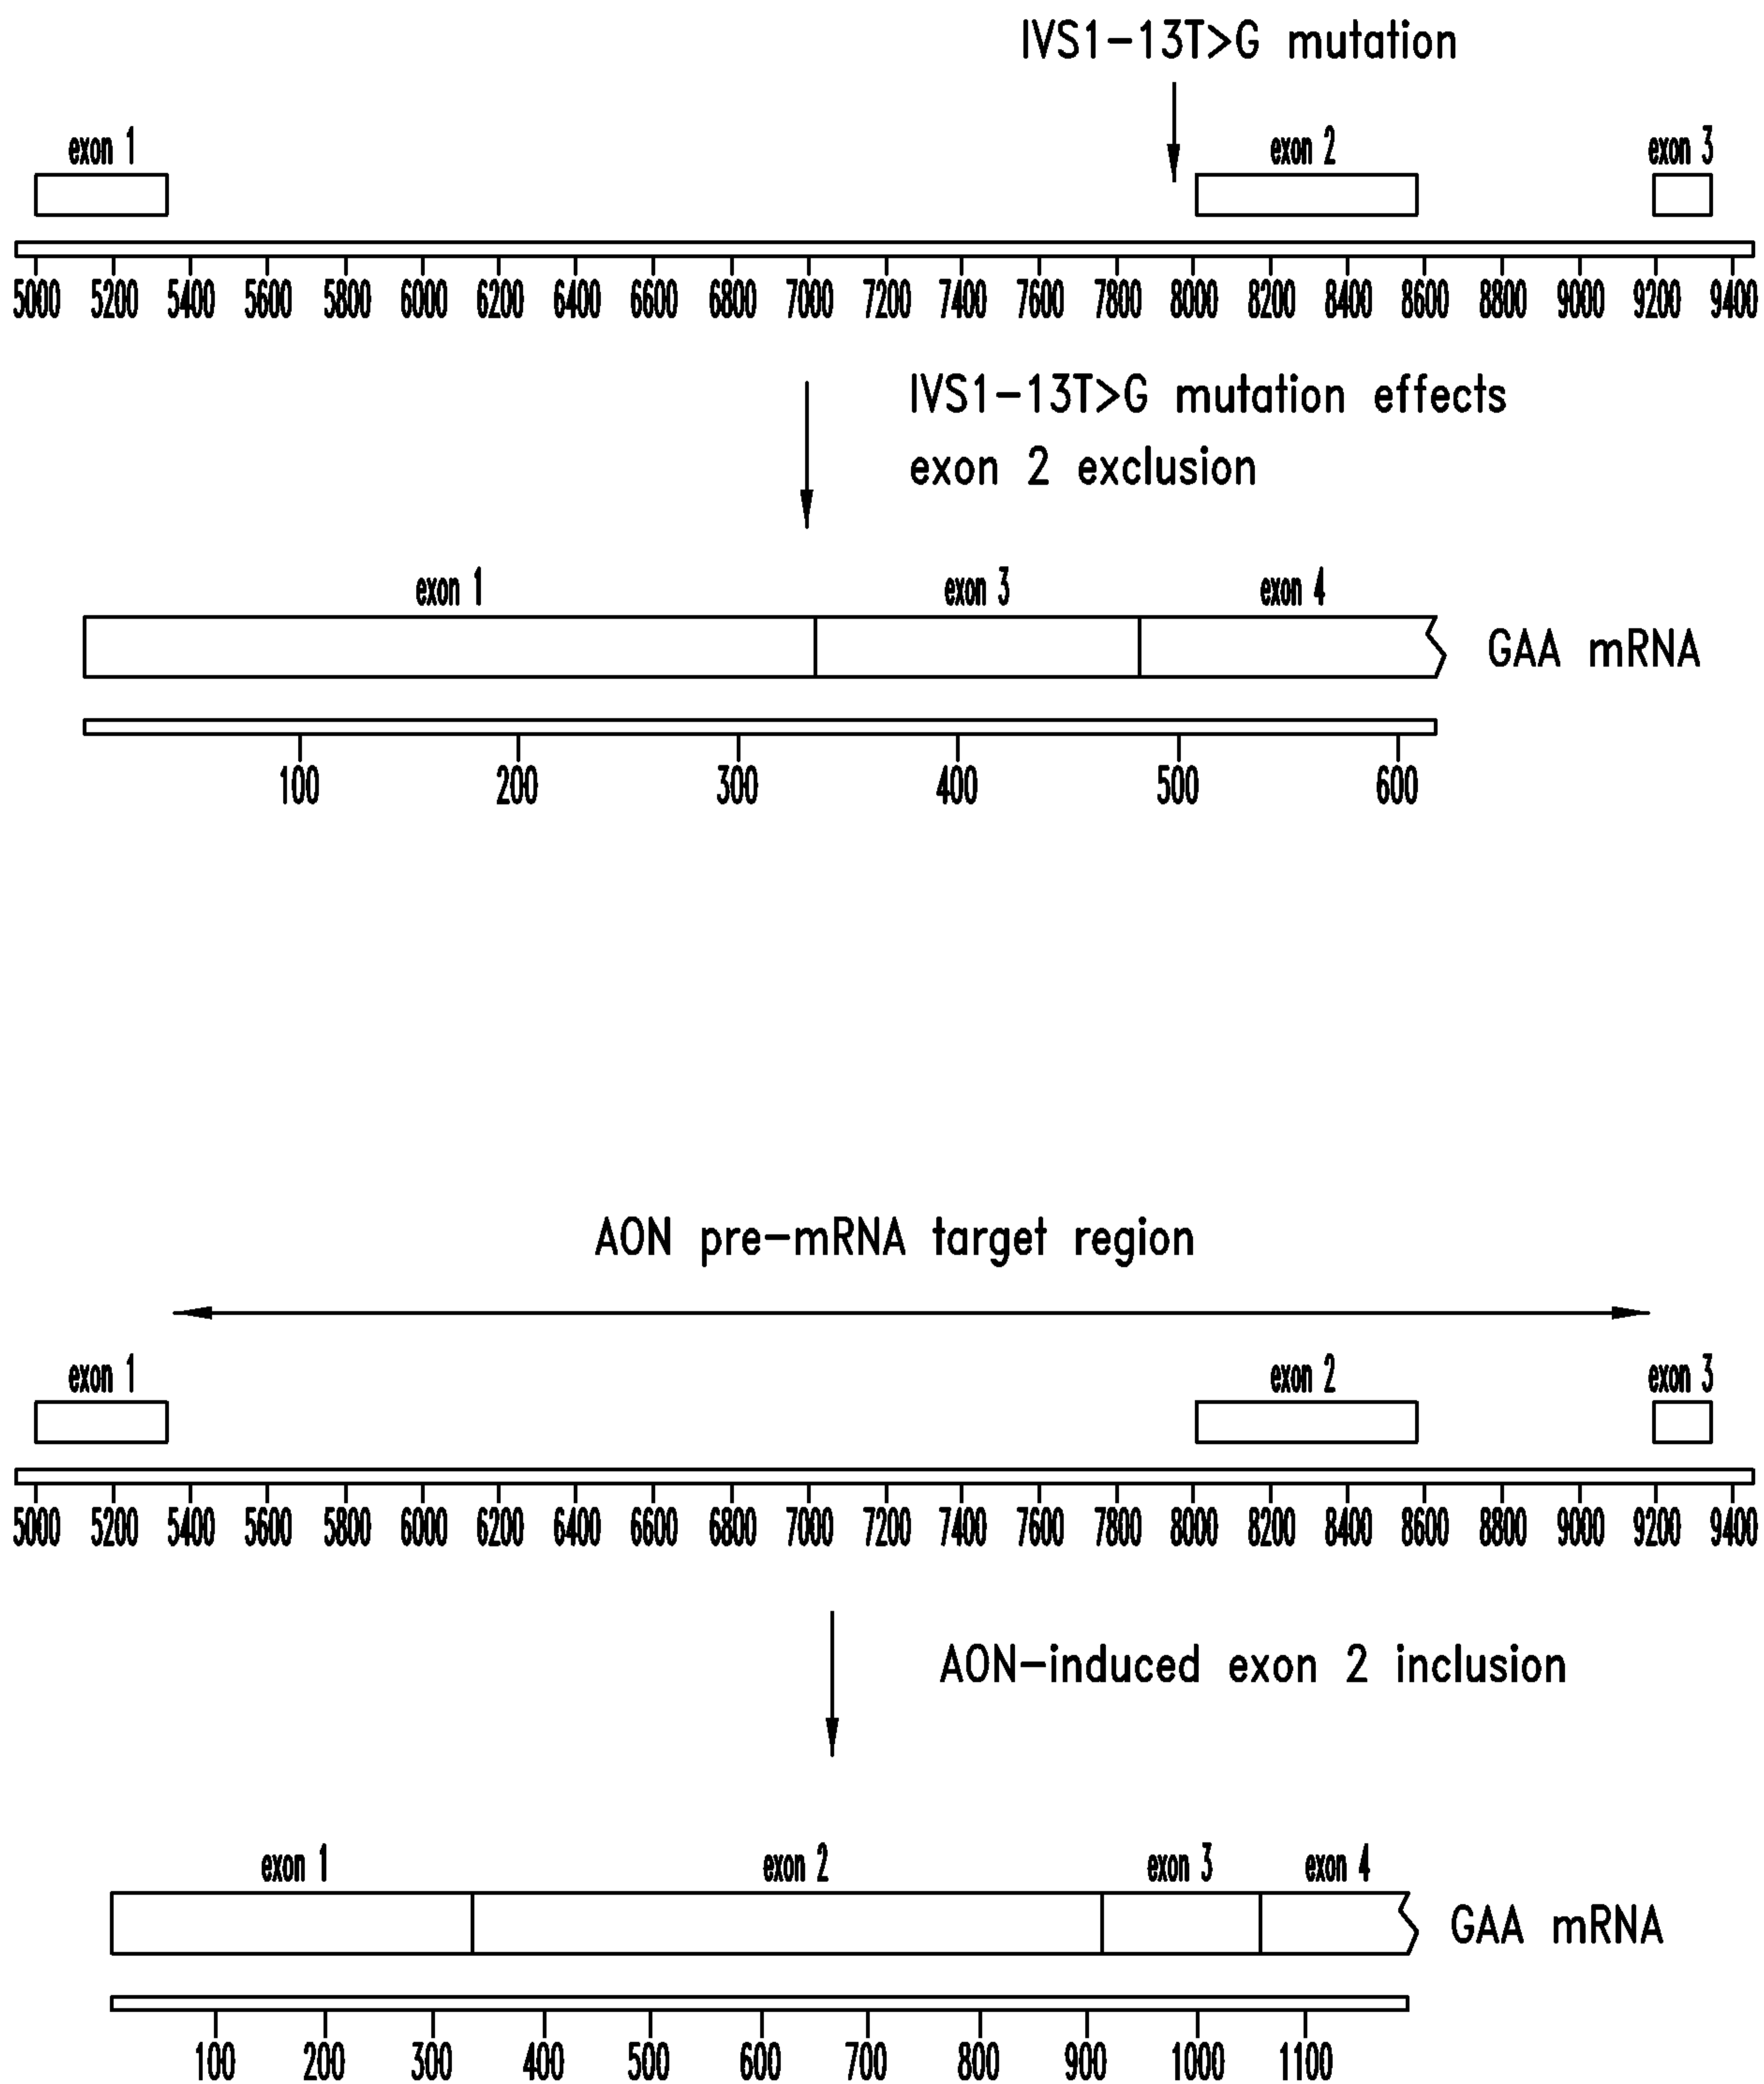 IVS1-13T>G mutation
exon 1 exon 2 exon 3
5000 5200 5400 5600 5800 6000 6200 6400 6600 6800 7000 7200 7400 7600 7800 8000 8200 8400 8600 8800 9000 9200 9400
IVS1-13T>G mutation effects
exon 2 exclusion
exon 1 exon 3 exon 4
GAA mRNA
100 200 300 400 500 600
AON pre-mRNA target region
exon 1 exon 2 exon 3
5000 5200 5400 5600 5800 6000 6200 6400 6600 6800 7000 7200 7400 7600 7800 8000 8200 8400 8600 8800 9000 9200 9400
AON-induced exon 2 inclusion
exon 1 exon 2 exon 3 exon 4
GAA mRNA
100 200 300 400 500 600 700 800 900 1000 1100